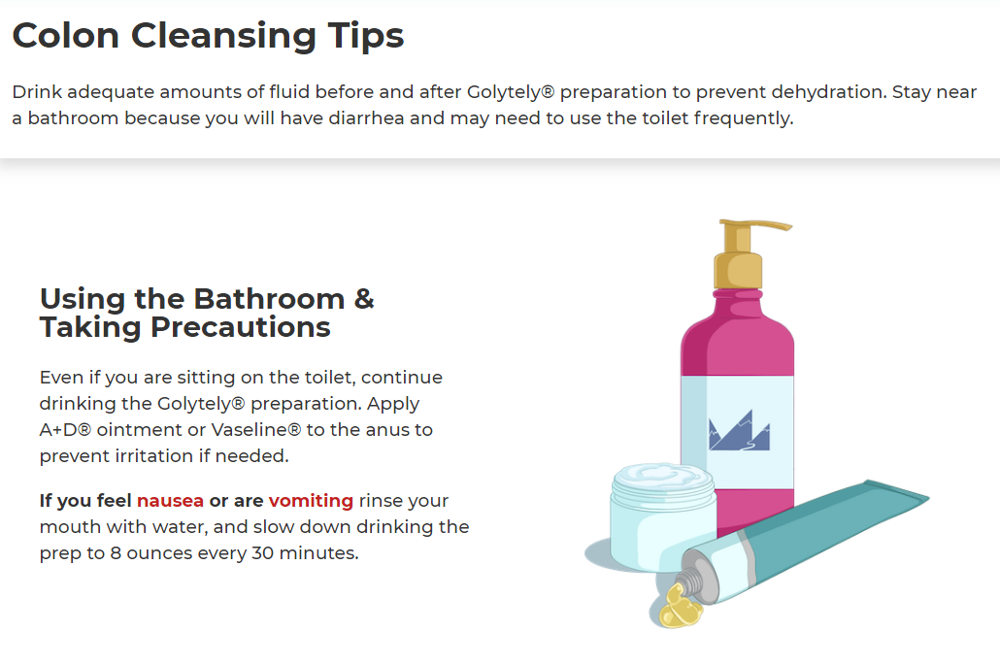 Colon Cleansing Tips
Drink adequate amounts of fluid before and after Golytely® preparation to prevent dehydration. Stay near
a bathroom because you will have diarrhea and may need to use the toilet frequently.
Using the Bathroom &
Taking Precautions
Even if you are sitting on the toilet, continue
drinking the Golytely® preparation. Apply
A+D® ointment or Vaseline® to the anus to
prevent irritation if needed.
If you feel nausea or are vomiting rinse your
mouth with water, and slow down drinking the
prep to 8 ounces every 30 minutes.